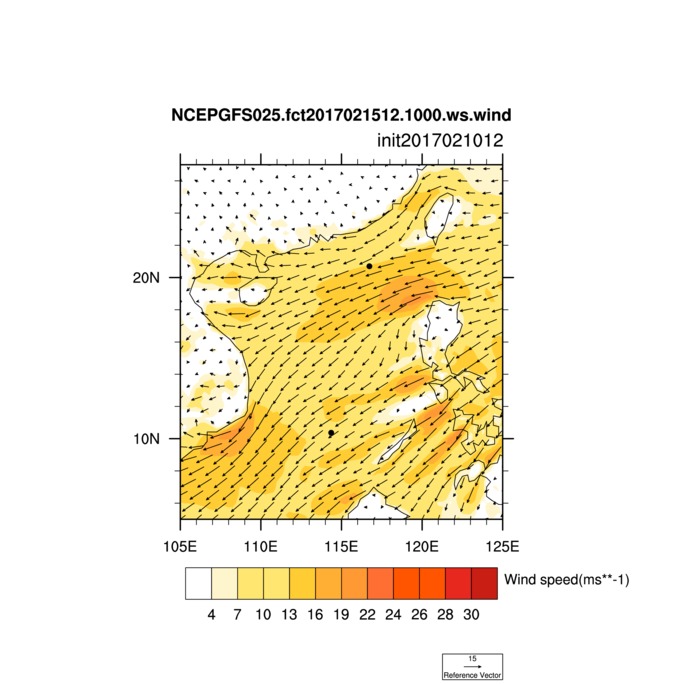 NCEPGFS025.fct2017021512.1000.ws.wind
init2017021012
20N
10N
105E 110E 115E 120E 125E
Wind speed(ms**-1)
4 7 10 13 16 19 22 24 26 28 30
15
Reference Vector